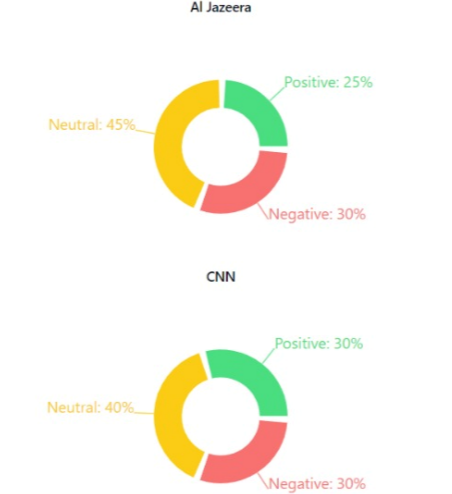 Al Jazeera
Positive: 25%
Neutral: 45%
Negative: 30%
CNN
Positive: 30%
Neutral: 40%
Negative: 30%